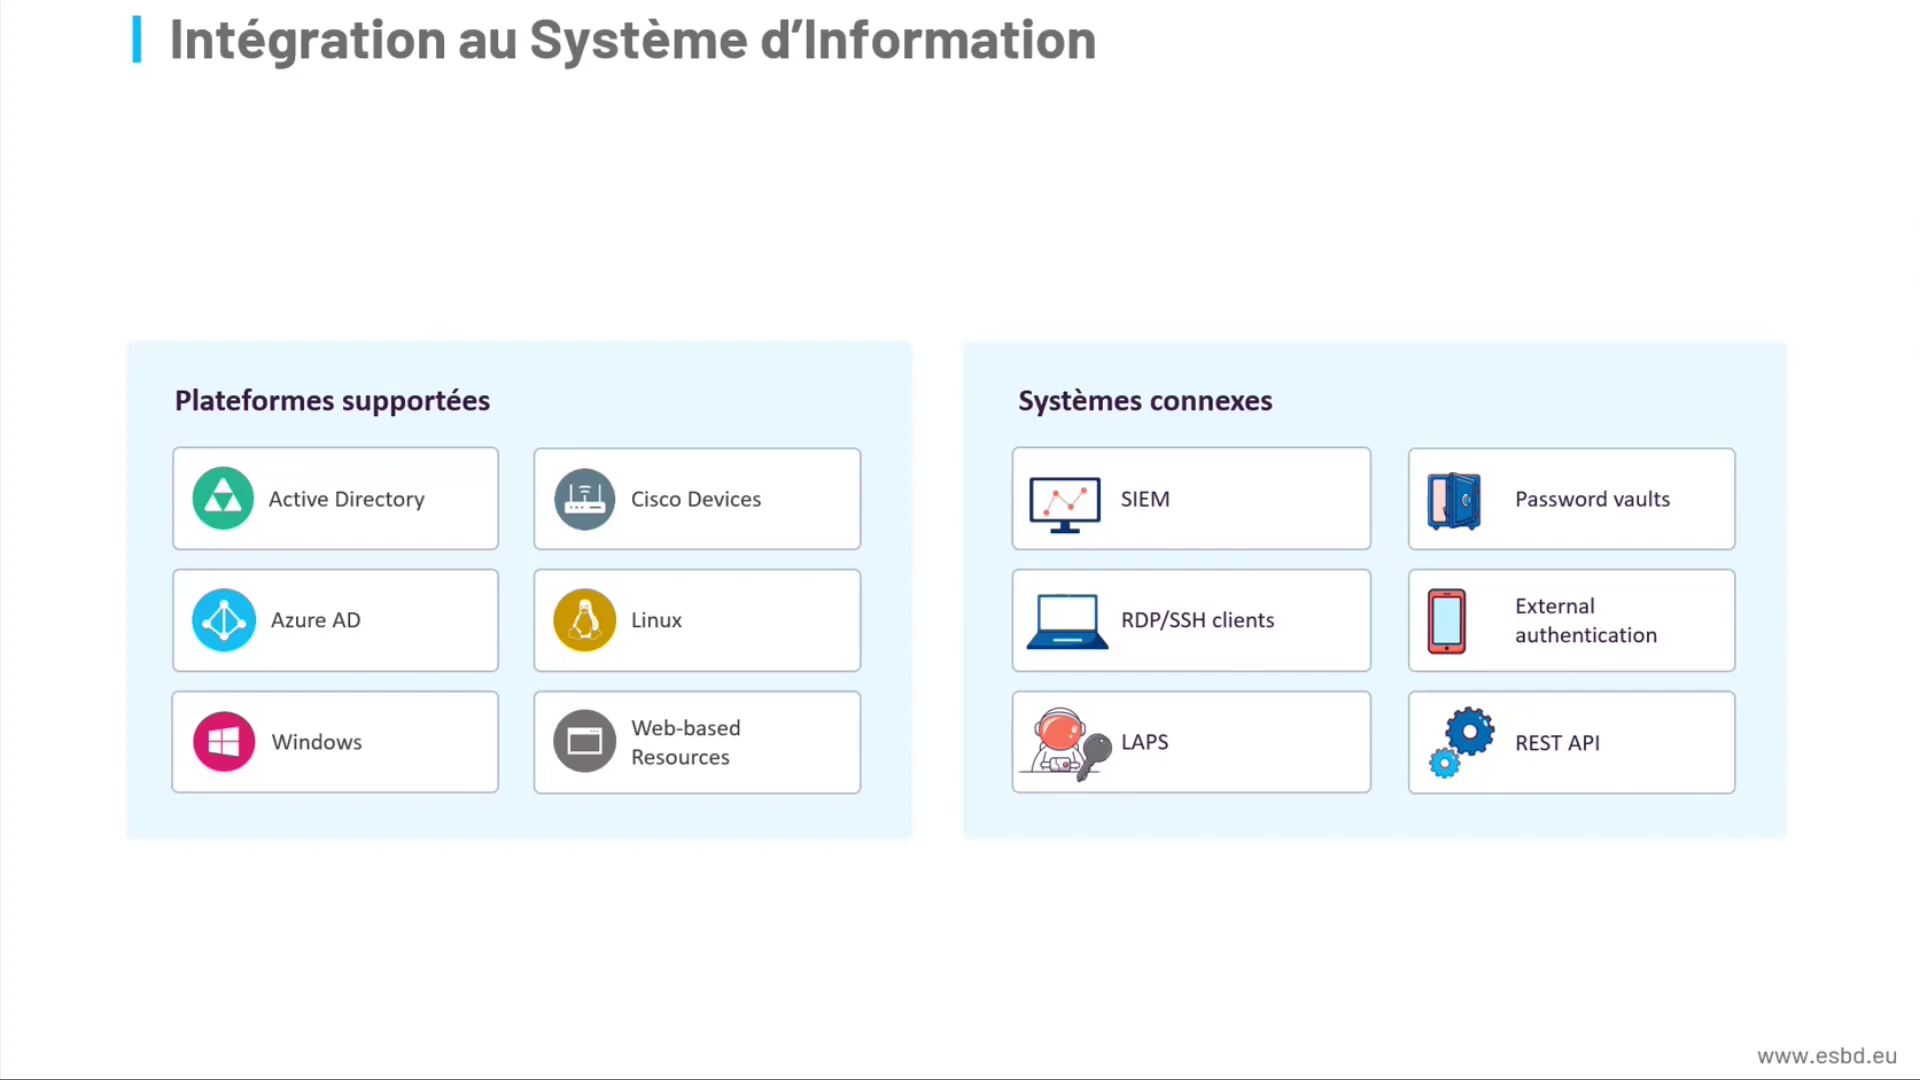 Intégration au Système d’Information
Plateformes supportées
Active Directory
Cisco Devices
Azure AD
Linux
Windows
Web-based
Resources
Systèmes connexes
SIEM
Password vaults
RDP/SSH clients
External
authentication
LAPS
REST API
www.esbd.eu